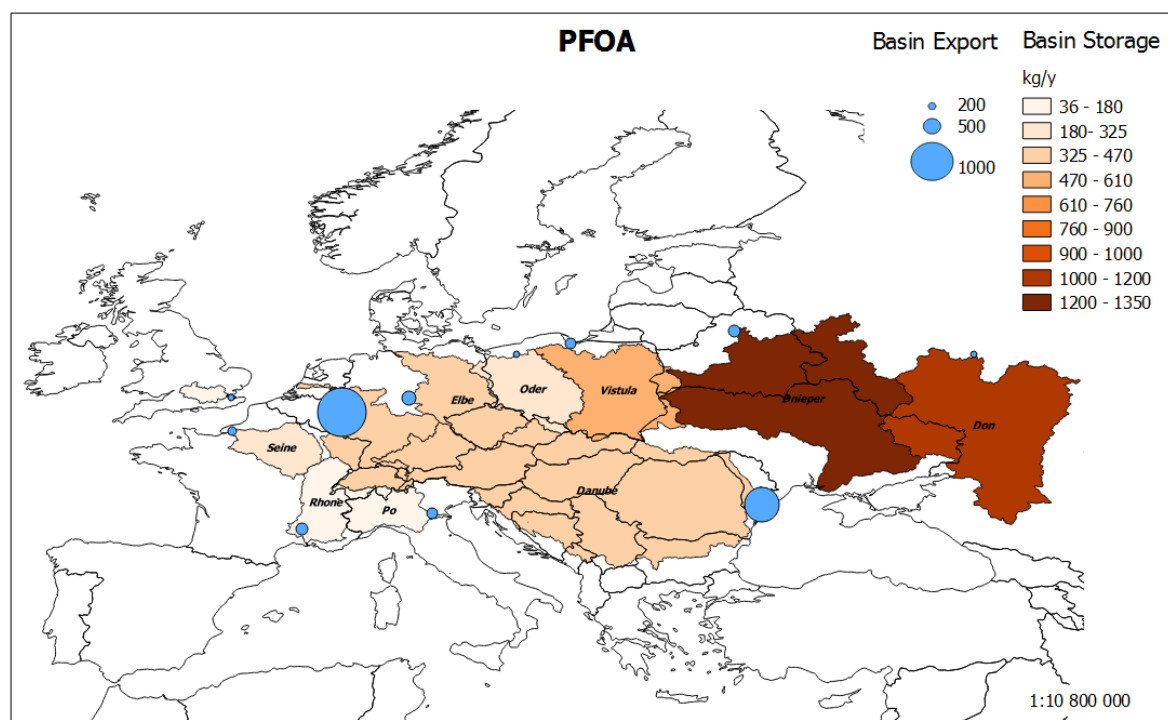 PFOA
Basin Export
Basin Storage
kg/y
200
500
1000
36 - 180
180- 325
325 - 470
470 - 610
610 - 760
760 - 900
900 - 1000
1000 - 1200
1200 - 1350
Elbe
Oder
Vistula
Dnieper
Don
Seine
Rhone
Po
Danube
1:10 800 000